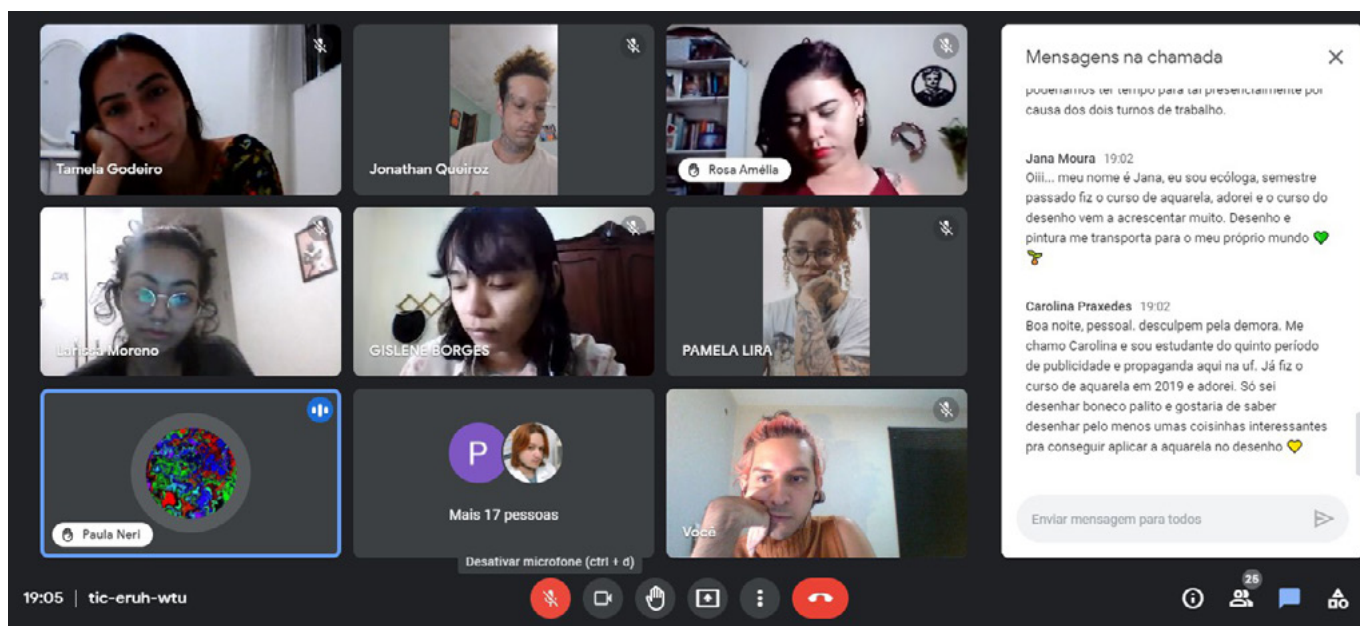 Tamela Godeiro
Jonathan Queiroz
Rosa Amélia
Larissa Moreno
GISLENE BORGES
PAMELA LIRA
Paula Neri
P
Mais 17 pessoas
Você
Desativar microfone (ctrl + d)
19:05 | tic-eruh-wtu
25
Mensagens na chamada
poderíamos ter tempo para tal presencialmente por
causa dos dois turnos de trabalho.
Jana Moura 19:02
Oiii... meu nome é Jana, eu sou ecóloga, semestre
passado fiz o curso de aquarela, adorei e o curso do
desenho vem a acrescentar muito. Desenho e
pintura me transporta para o meu próprio mundo 💚
🌱
Carolina Praxedes 19:02
Boa noite, pessoal. desculpem pela demora. Me
chamo Carolina e sou estudante do quinto período
de publicidade e propaganda aqui na uf. Já fiz o
curso de aquarela em 2019 e adorei. Só sei
desenhar boneco palito e gostaria de saber
desenhar pelo menos umas coisinhas interessantes
pra conseguir aplicar a aquarela no desenho 💛
Enviar mensagem para todos